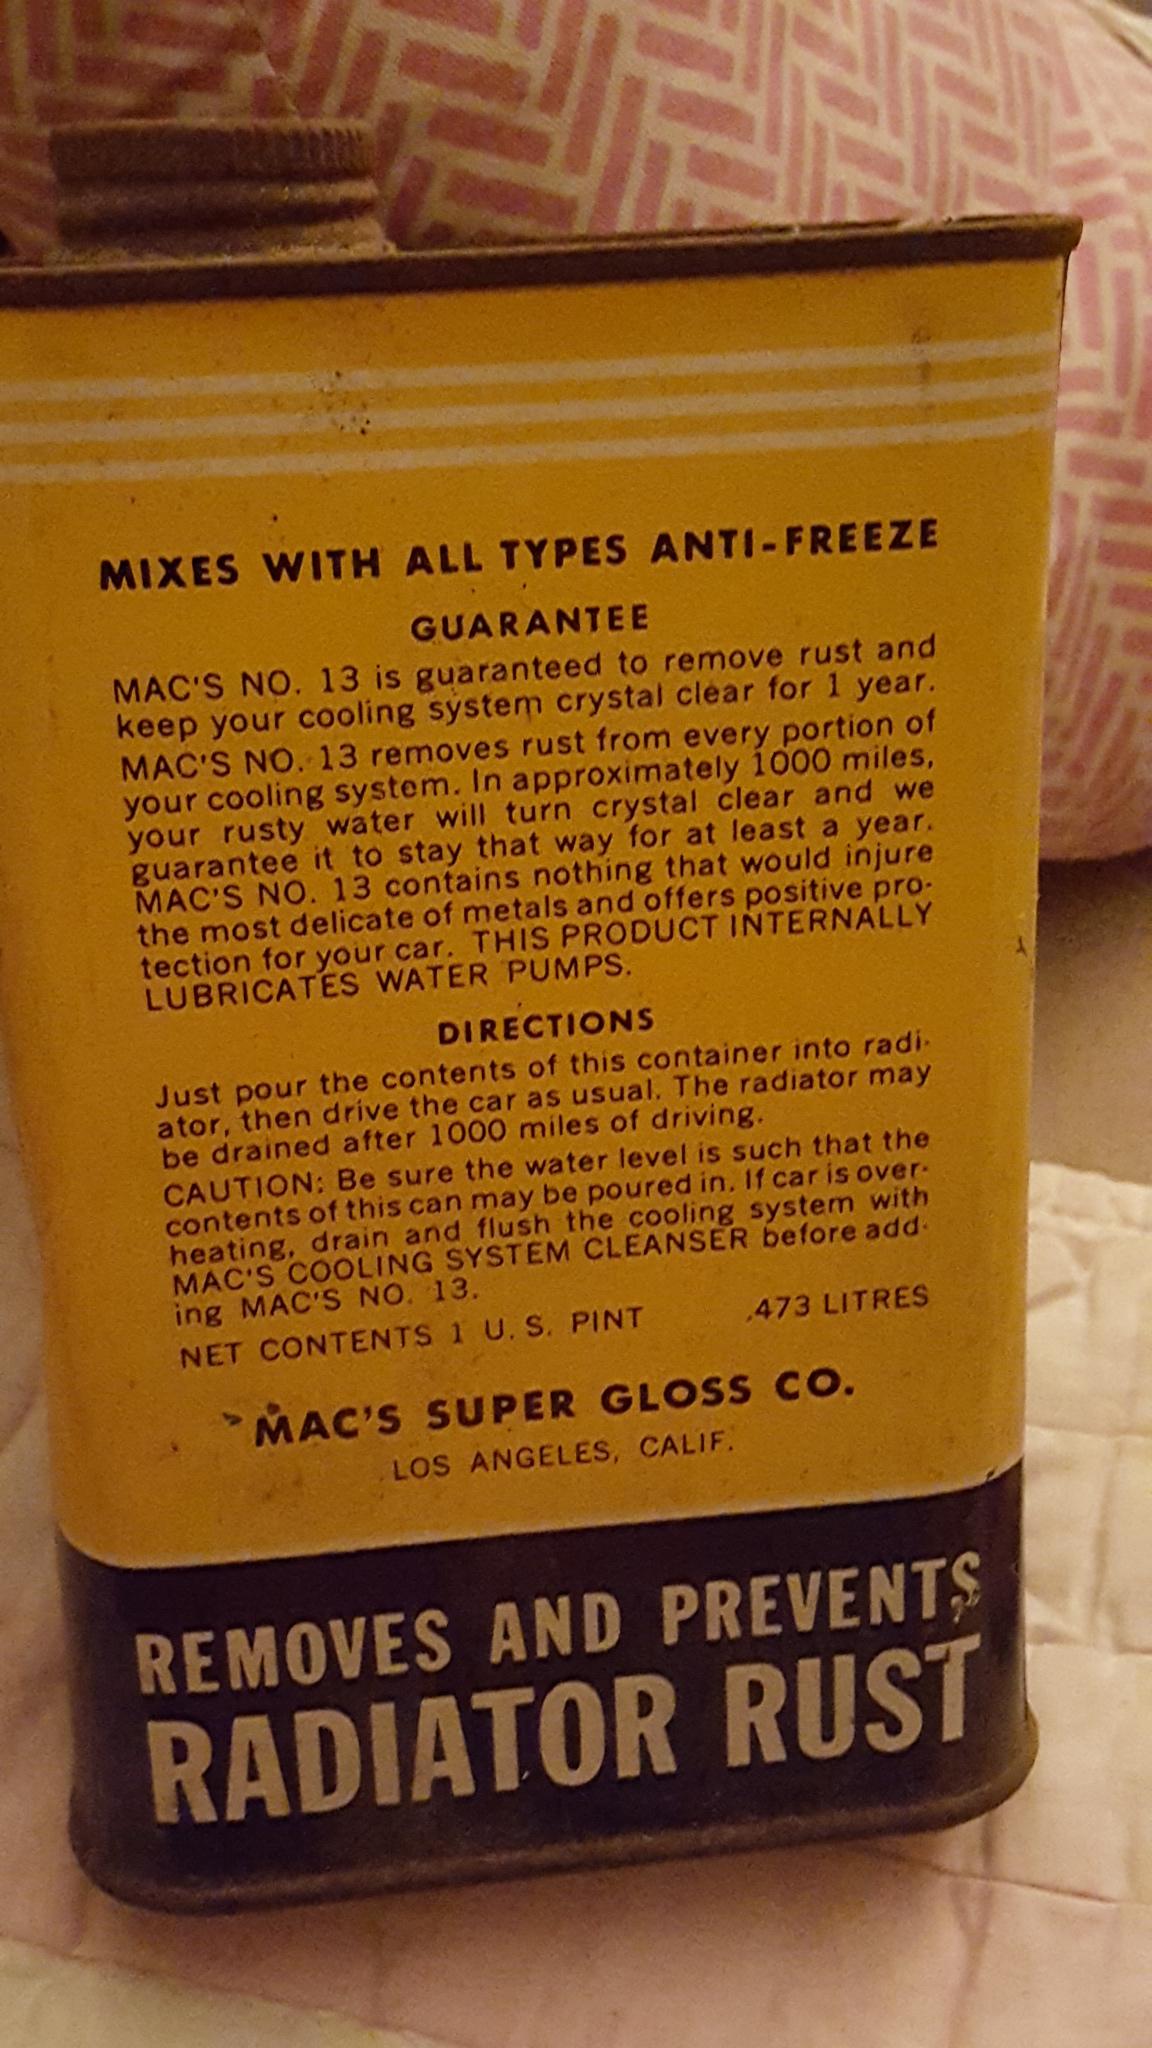 MIXES WITH ALL TYPES ANTI-FREEZE
GUARANTEE
MAC'S NO. 13 is guaranteed to remove rust and
keep your cooling system crystal clear for 1 year.
MAC'S NO. 13 removes rust from every portion of
your cooling system. In approximately 1000 miles,
your rusty water will turn crystal clear and we
guarantee it to stay that way for at least a year.
MAC'S NO. 13 contains nothing that would injure
the most delicate of metals and offers positive pro-
tection for your car. THIS PRODUCT INTERNALLY
LUBRICATES WATER PUMPS.
DIRECTIONS
Just pour the contents of this container into radi-
ator, then drive the car as usual. The radiator may
be drained after 1000 miles of driving.
CAUTION: Be sure the water level is such that the
contents of this can may be poured in. If car is over-
heating, drain and flush the cooling system with
MAC'S COOLING SYSTEM CLEANSER before add-
ing MAC'S NO. 13.
NET CONTENTS 1 U. S. PINT .473 LITRES
MAC'S SUPER GLOSS CO.
LOS ANGELES, CALIF.
REMOVES AND PREVENTS
RADIATOR RUST